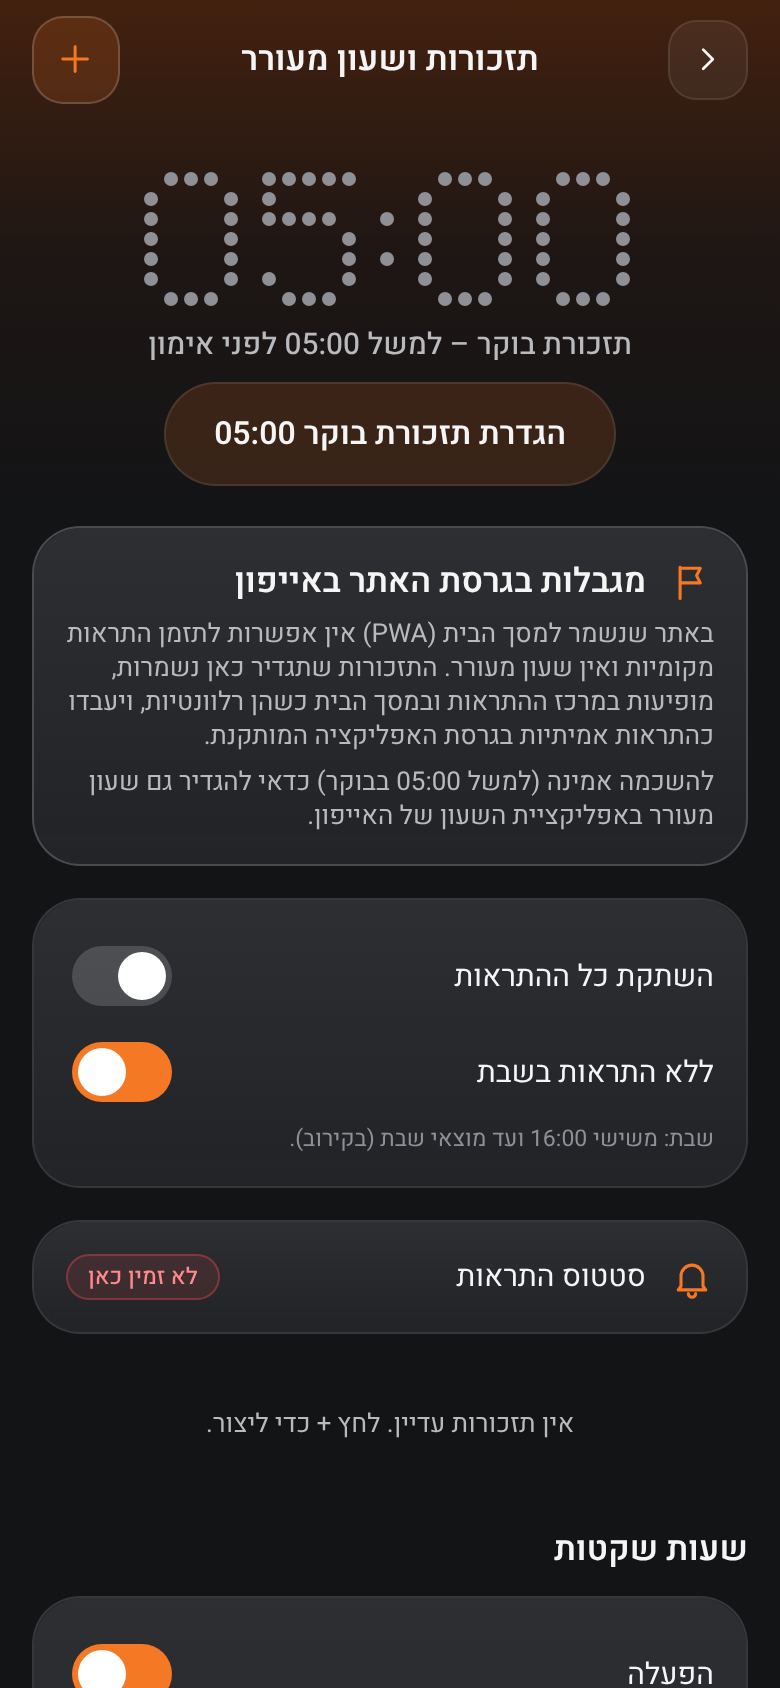 תזכורות ושעון מעורר
05:00
תזכורת בוקר – למשל 05:00 לפני אימון
הגדרת תזכורת בוקר 05:00
מגבלות בגרסת האתר באייפון
באתר שנשמר למסך הבית (PWA) אין אפשרות לתזמן התראות
מקומיות ואין שעון מעורר. התזכורות שתגדיר כאן נשמרות,
מופיעות במרכז ההתראות ובמסך הבית כשהן רלוונטיות, ויעבדו
כהתראות אמיתיות בגרסת האפליקציה המותקנת.
להשכמה אמינה (למשל 05:00 בבוקר) כדאי להגדיר גם שעון
מעורר באפליקציית השעון של האייפון.
השתקת כל ההתראות
ללא התראות בשבת
שבת: משישי 16:00 ועד מוצאי שבת (בקירוב).
סטטוס התראות
לא זמין כאן
אין תזכורות עדיין. לחץ + כדי ליצור.
שעות שקטות
הפעלה